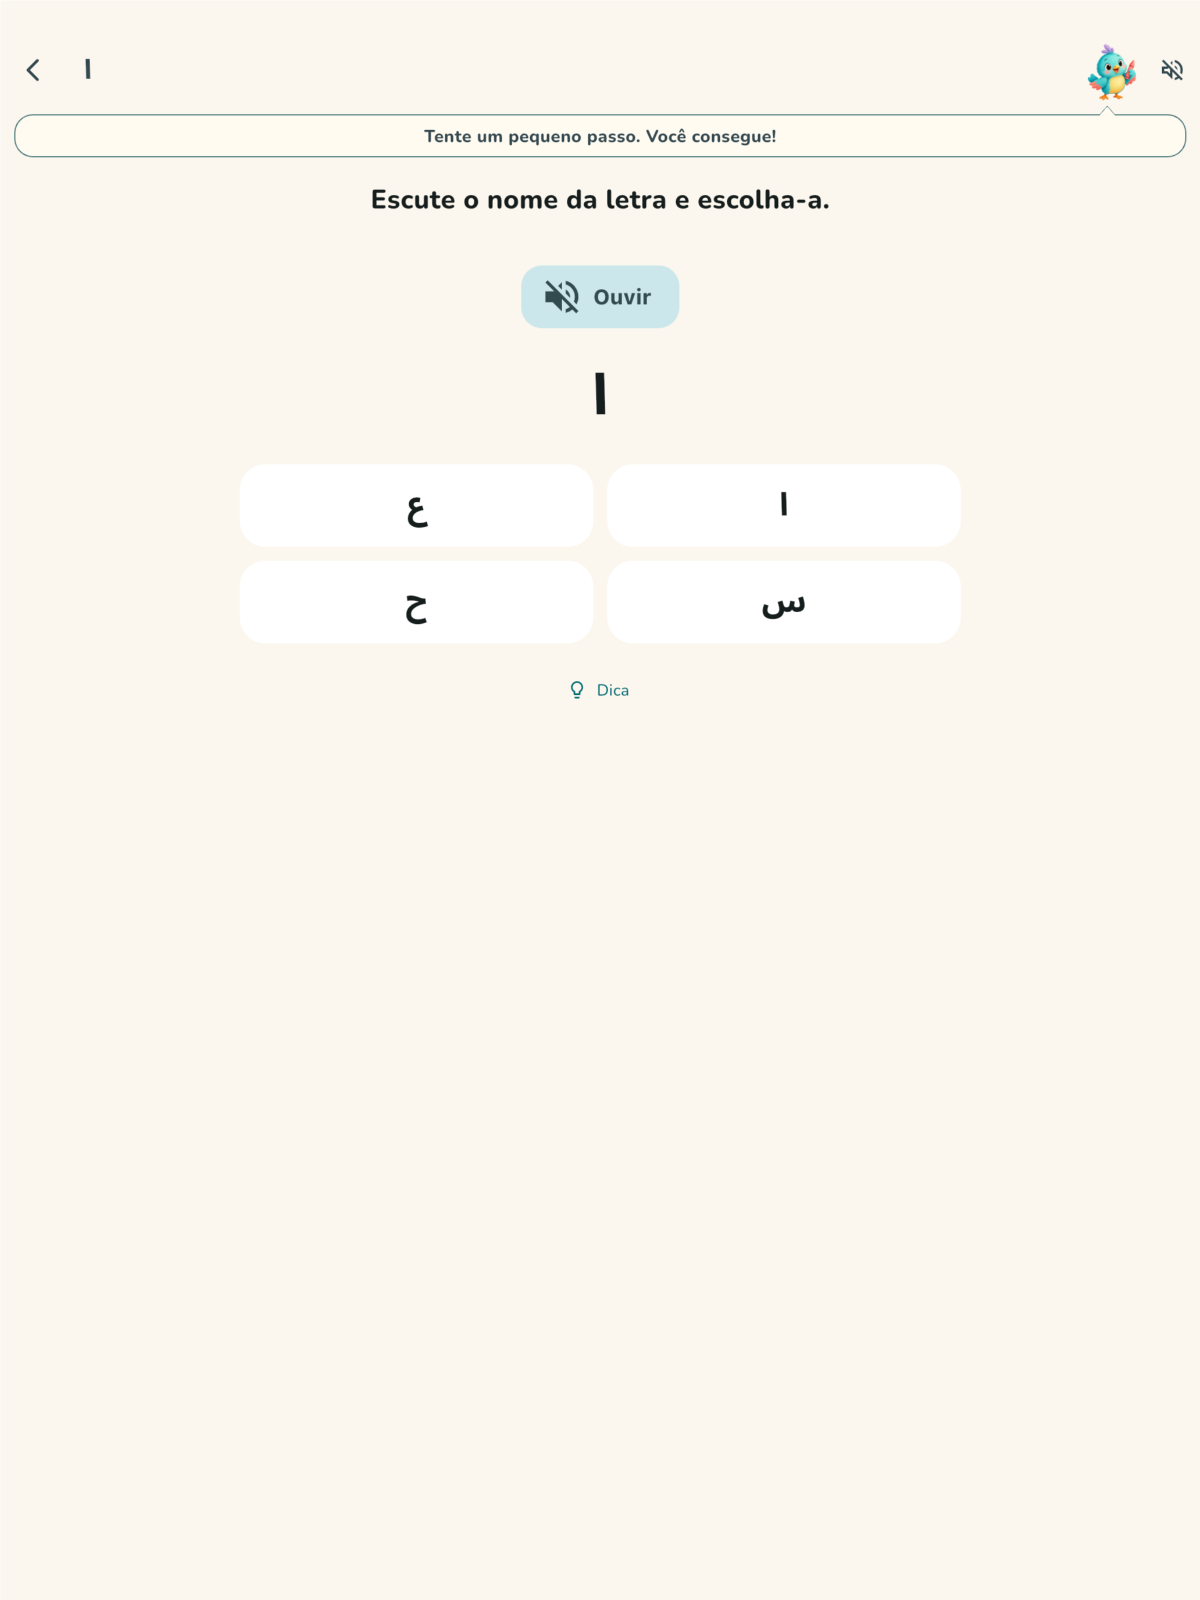 ا
Tente um pequeno passo. Você consegue!
Escute o nome da letra e escolha-a.
Ouvir
ا
ع
ا
ح
س
Dica